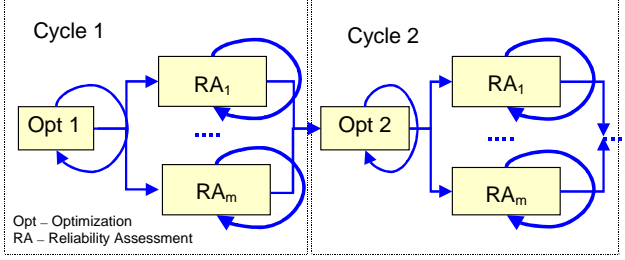 Cycle 1
RA₁
Opt 1
RAₘ
Opt – Optimization
RA – Reliability Assessment
Cycle 2
RA₁
Opt 2
RAₘ